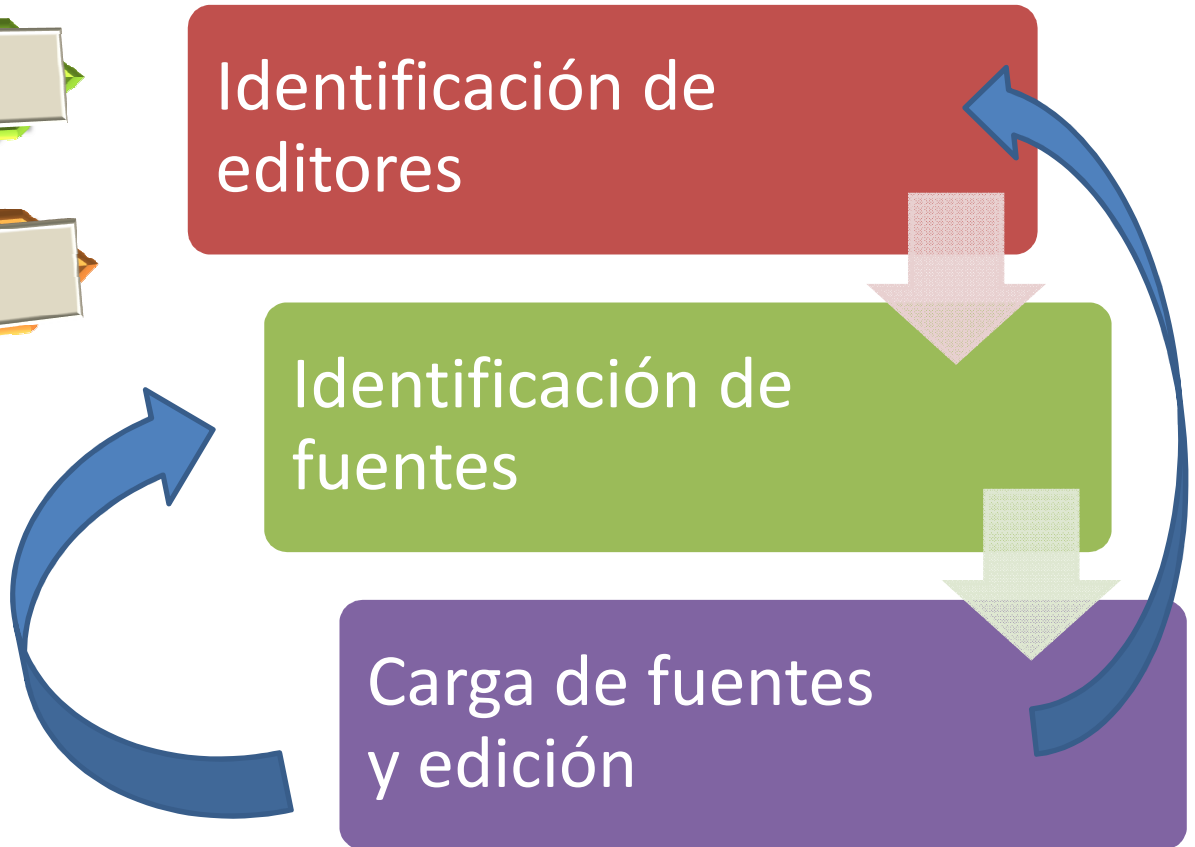 Identificación de
editores
Identificación de
fuentes
Carga de fuentes
y edición